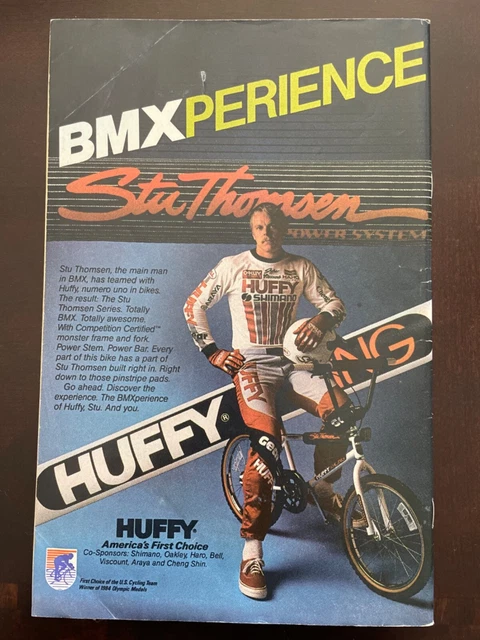 BMXPERIENCE
Stu Thomsen
POWER SYSTEM
Stu Thomsen, the main man
in BMX, has teamed with
Huffy, numero uno in bikes.
The result: The Stu
Thomsen Series. Totally
BMX. Totally awesome.
With Competition Certified™
monster frame and fork.
Power Stem. Power Bar. Every
part of this bike has a part of
Stu Thomsen built right in. Right
down to those pinstripe pads.
Go ahead. Discover the
experience. The BMXperience
of Huffy, Stu. And you.
HUFFY
SHIMANO
HUFFY
HUFFY®
ING
HUFFY
HUFFY
America's First Choice
Co-Sponsors: Shimano, Oakley, Haro, Bell,
Viscount, Araya and Cheng Shin.
First Choice of the U.S. Cycling Team
Winner of 1984 Olympic Medals